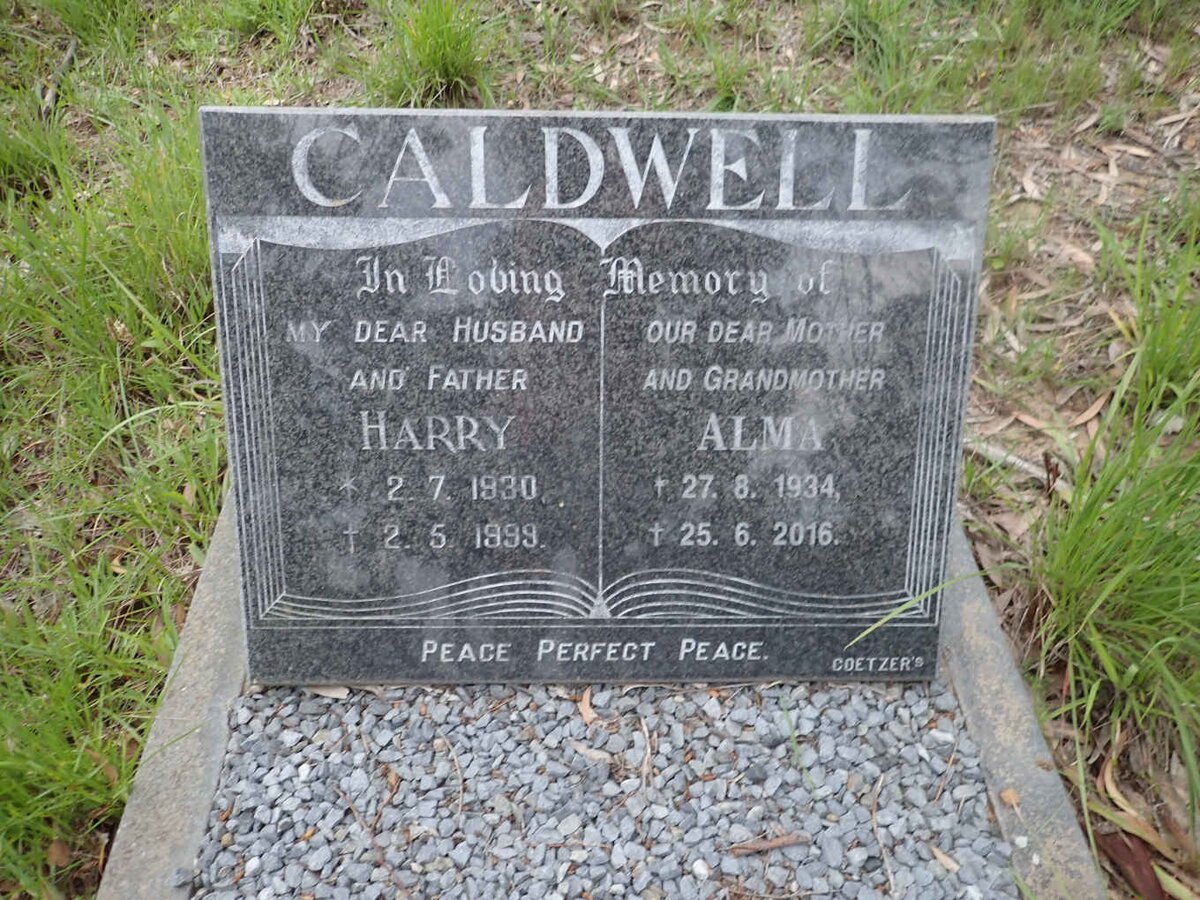 CALDWELL
In Loving Memory of
MY DEAR HUSBAND
AND FATHER
HARRY
* 2. 7. 1930,
† 2. 5. 1999.
OUR DEAR MOTHER
AND GRANDMOTHER
ALMA
† 27. 8. 1934,
† 25. 6. 2016.
PEACE PERFECT PEACE.
COETZER'S